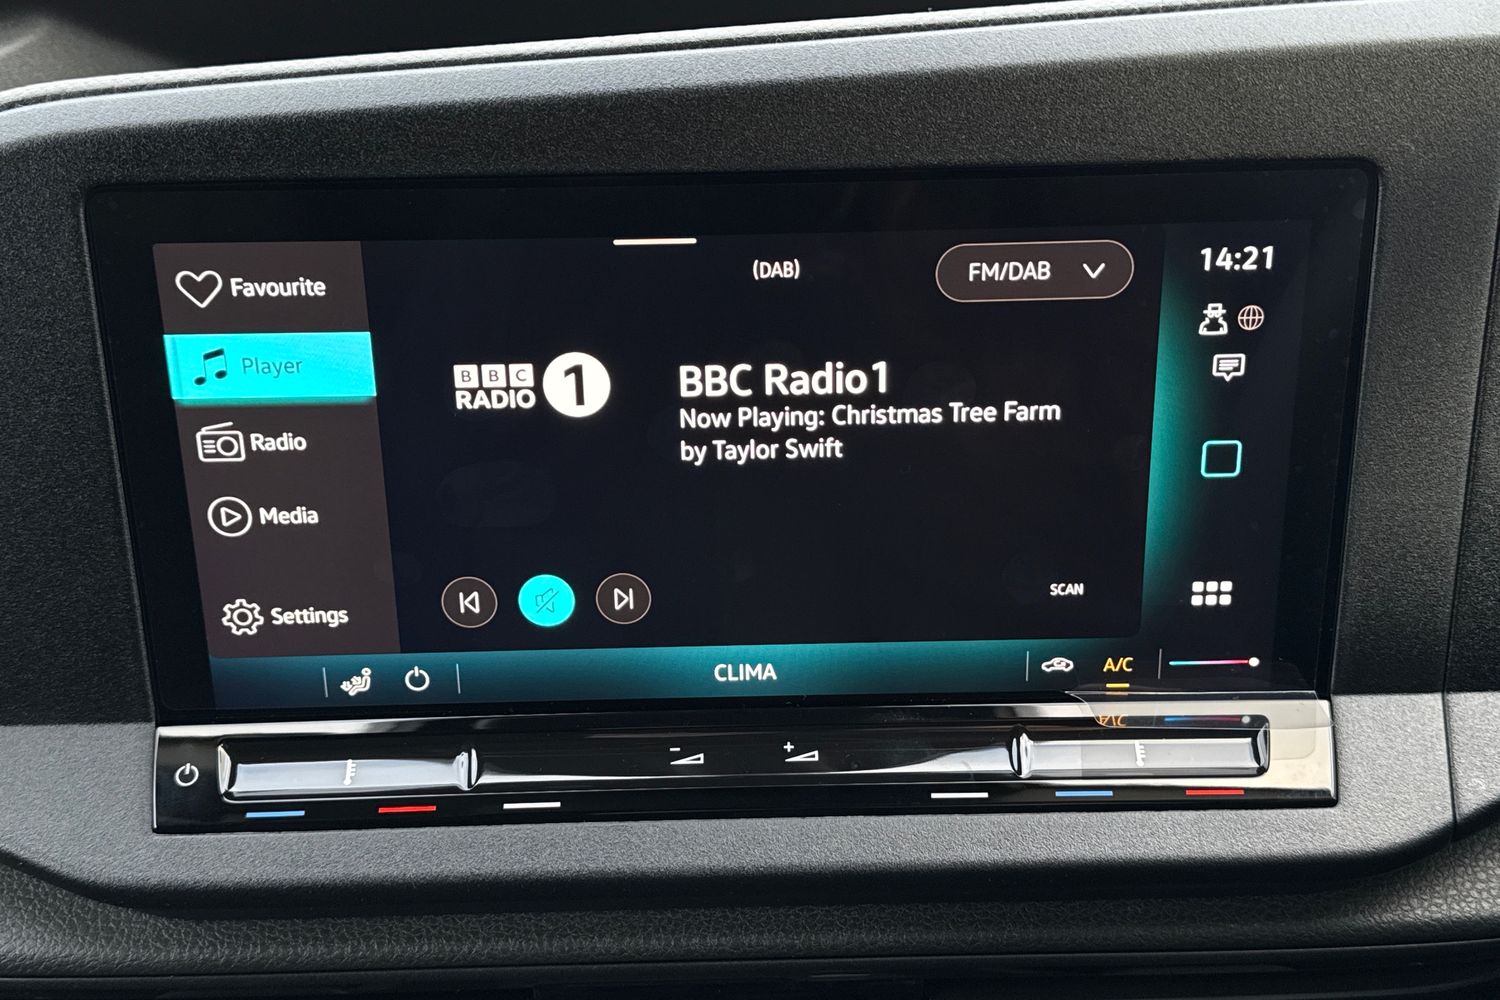 Favourite
Player
Radio
Media
Settings
(DAB)
FM/DAB
14:21
BBC
RADIO 1
BBC Radio1
Now Playing: Christmas Tree Farm
by Taylor Swift
SCAN
CLIMA
A/C
- +